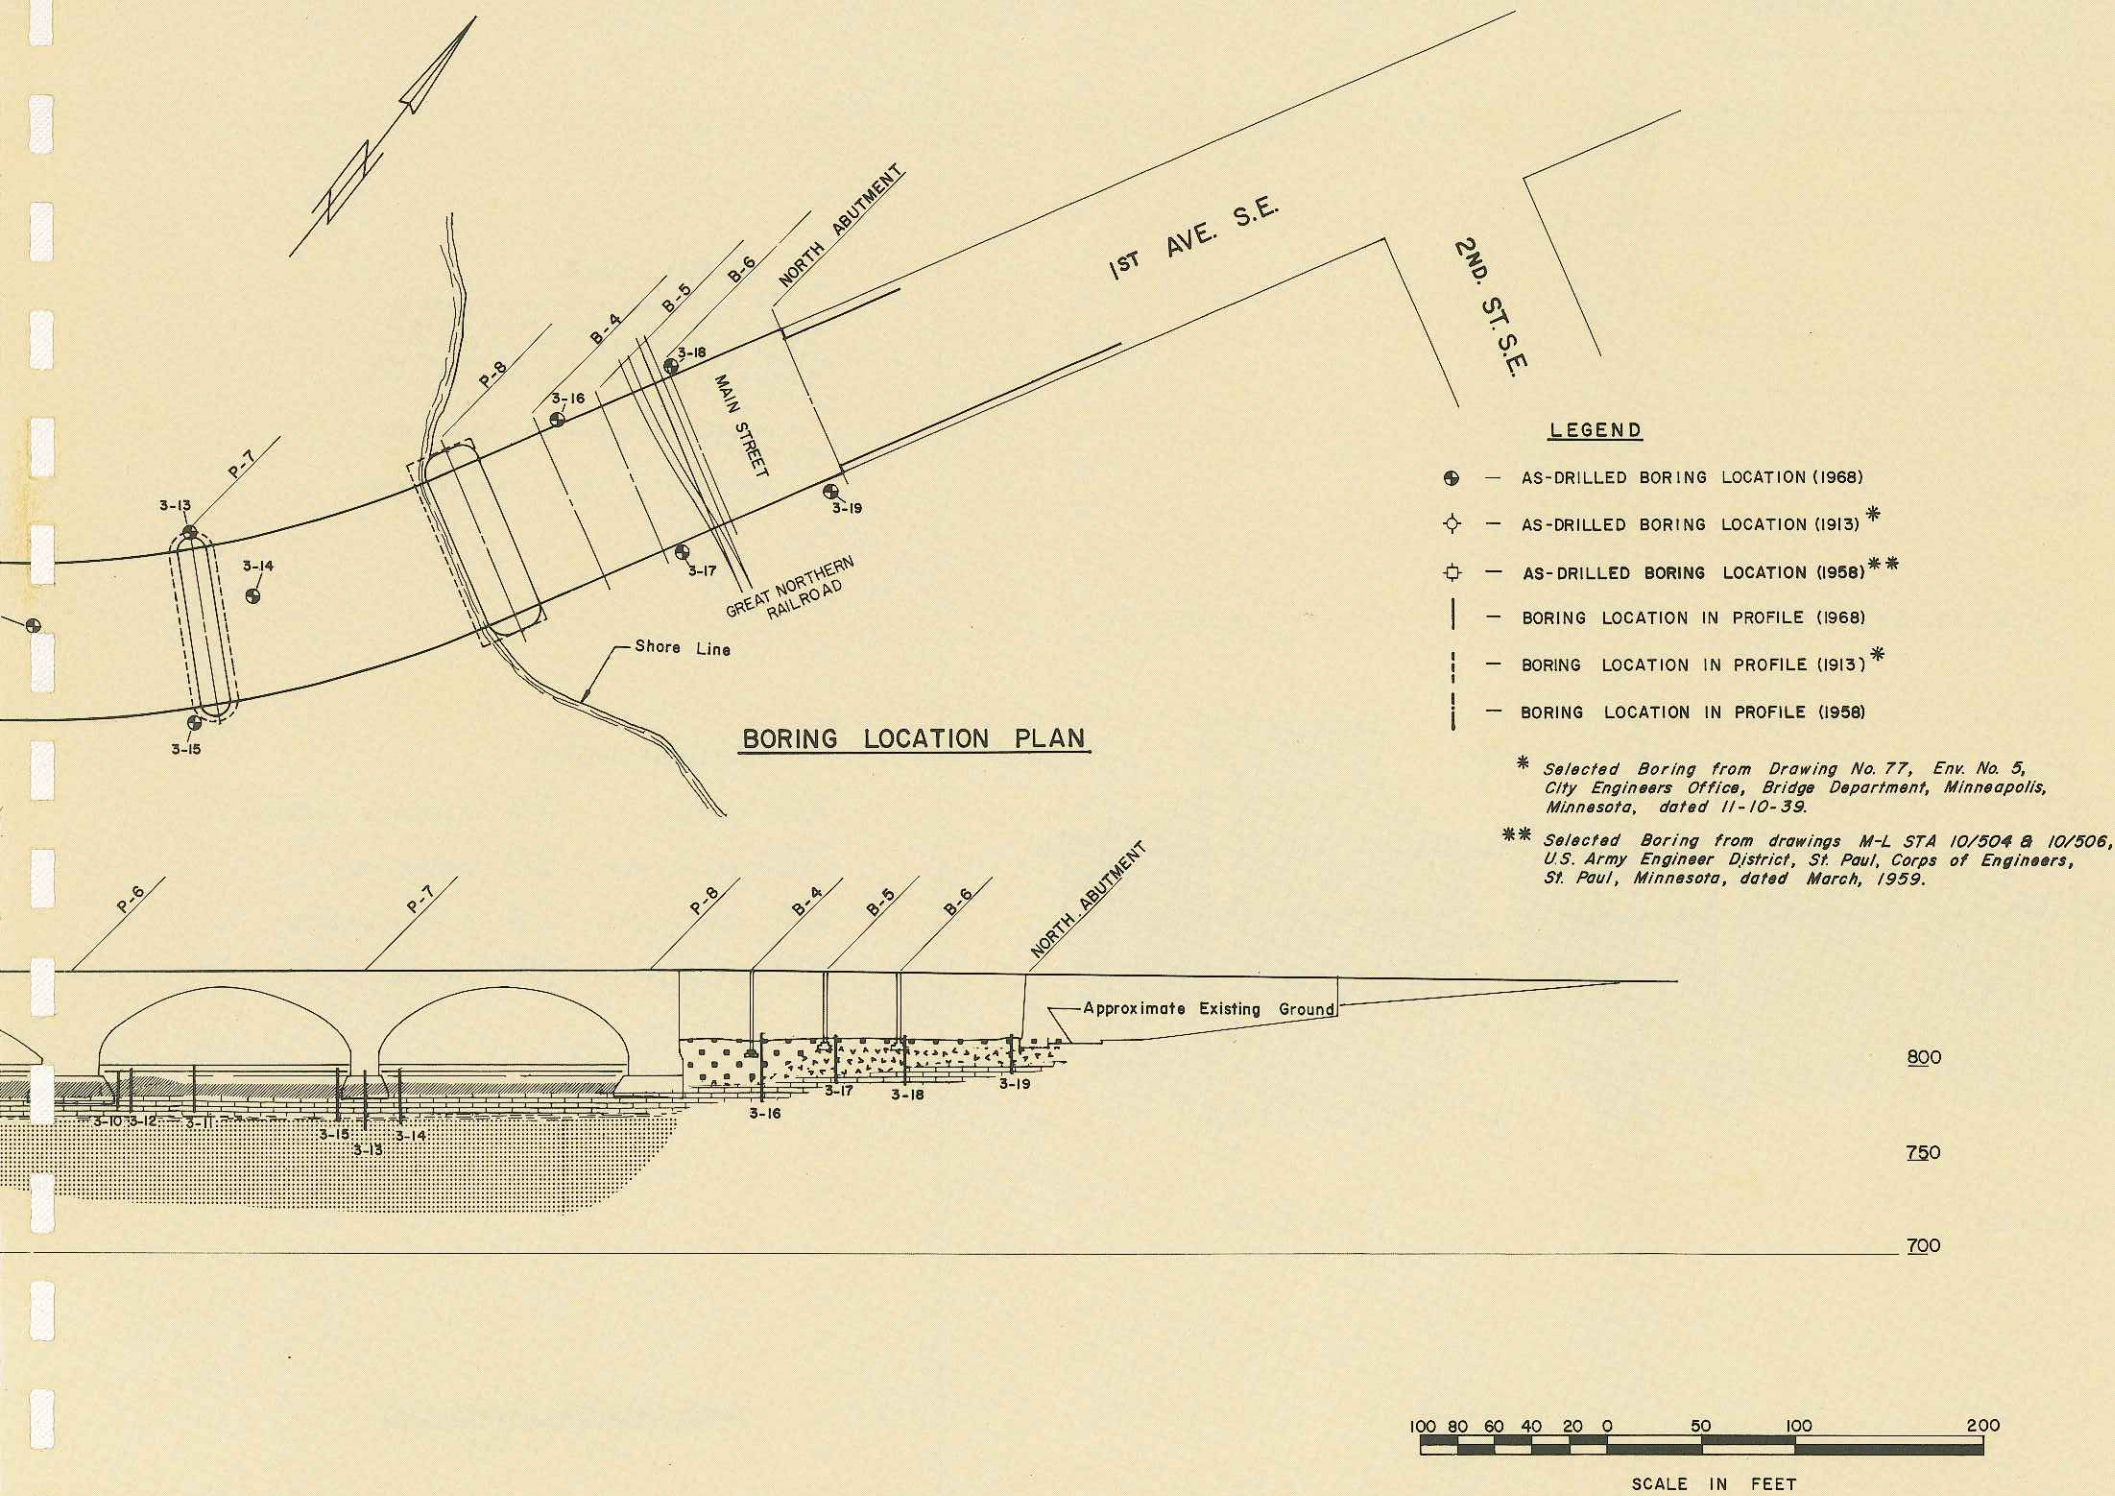 NORTH ABUTMENT
1ST AVE. S.E.
2ND. ST. S.E.
B-6
B-5
B-4
P-8
P-7
3-18
3-16
MAIN STREET
3-13
3-14
3-19
3-17
GREAT NORTHERN
RAILROAD
Shore Line
3-15
BORING LOCATION PLAN
LEGEND
— AS-DRILLED BORING LOCATION (1968)
— AS-DRILLED BORING LOCATION (1913) *
— AS-DRILLED BORING LOCATION (1958) **
— BORING LOCATION IN PROFILE (1968)
— BORING LOCATION IN PROFILE (1913) *
— BORING LOCATION IN PROFILE (1958)
* Selected Boring from Drawing No. 77, Env. No. 5,
City Engineers Office, Bridge Department, Minneapolis,
Minnesota, dated 11-10-39.
** Selected Boring from drawings M-L STA 10/504 & 10/506,
U.S. Army Engineer District, St. Paul, Corps of Engineers,
St. Paul, Minnesota, dated March, 1959.
P-6
P-7
P-8
B-4
B-5
B-6
NORTH ABUTMENT
Approximate Existing Ground
800
750
700
3-10
3-12
3-11
3-15
3-13
3-14
3-16
3-17
3-18
3-19
100 80 60 40 20 0 50 100 200
SCALE IN FEET